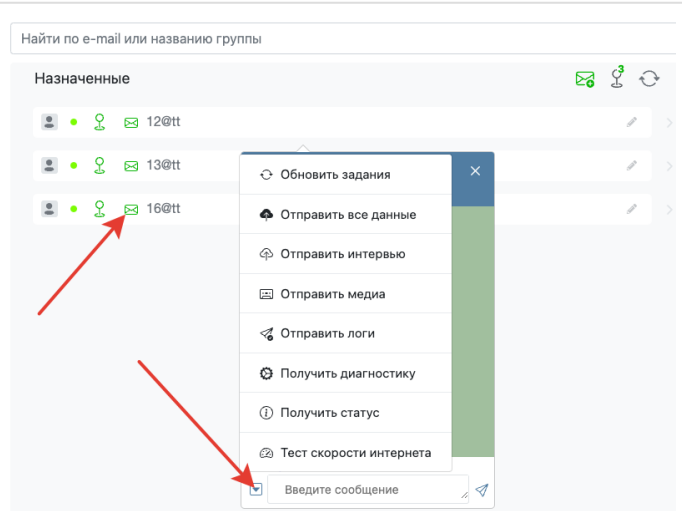 Найти по e-mail или названию группы
Назначенные
3
12@tt
13@tt
16@tt
Обновить задания
Отправить все данные
Отправить интервью
Отправить медиа
Отправить логи
Получить диагностику
Получить статус
Тест скорости интернета
Введите сообщение